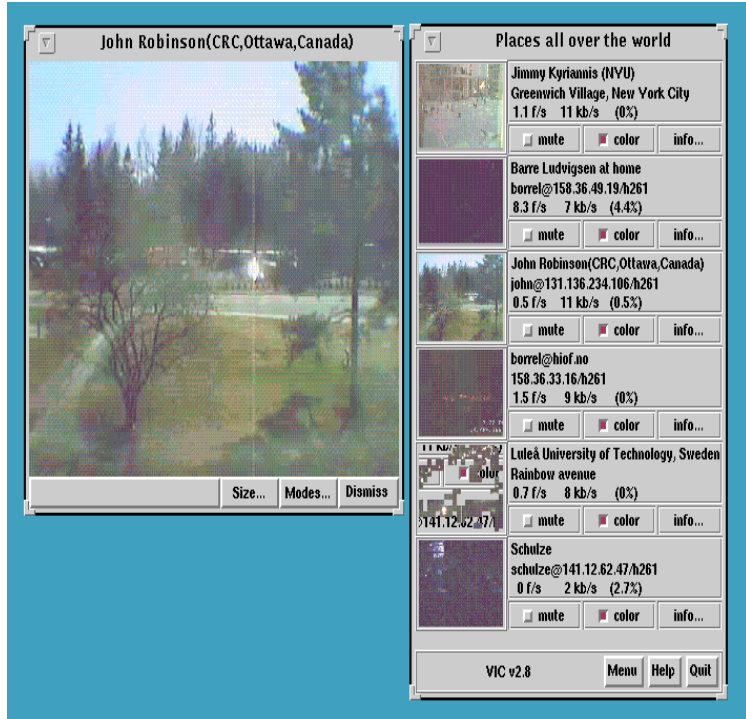 John Robinson(CRC,Ottawa,Canada)
Size... Modes... Dismiss
Places all over the world
Jimmy Kyriannis (NYU)
Greenwich Village, New York City
1.1 f/s 11 kb/s (0%)
mute color info...
Barre Ludvigsen at home
borrel@158.36.49.19/h261
8.3 f/s 7 kb/s (4.4%)
mute color info...
John Robinson(CRC,Ottawa,Canada)
john@131.136.234.106/h261
0.5 f/s 11 kb/s (0.5%)
mute color info...
borrel@hiof.no
158.36.33.16/h261
1.5 f/s 9 kb/s (0%)
mute color info...
Luleå University of Technology, Sweden
Rainbow avenue
0.7 f/s 8 kb/s (0%)
mute color info...
Schulze
schulze@141.12.62.47/h261
0 f/s 2 kb/s (2.7%)
mute color info...
VIC v2.8 Menu Help Quit